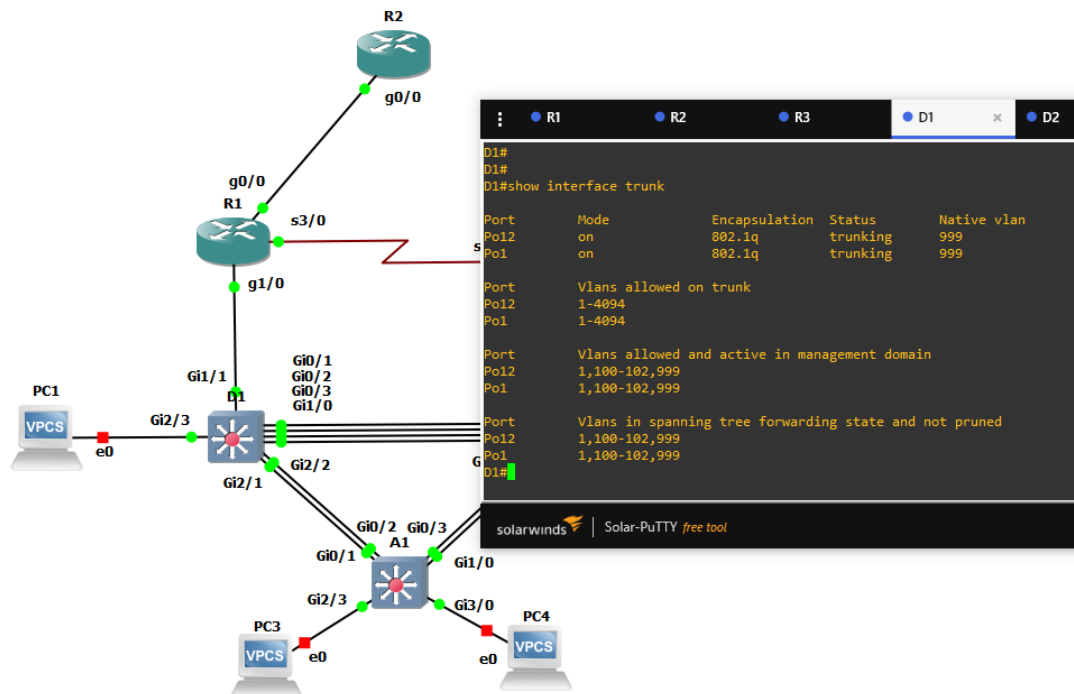 R2
g0/0
g0/0
R1
s3/0
g1/0
Gi0/1
Gi0/2
Gi0/3
Gi1/0
Gi1/1
D1
PC1
VPCS
e0
Gi2/3
Gi2/2
Gi2/1
Gi0/2
Gi0/3
A1
Gi0/1
Gi1/0
Gi2/3
Gi3/0
PC3
VPCS
e0
PC4
VPCS
e0
s
G
R1 R2 R3 D1 × D2
D1#
D1#
D1#show interface trunk
Port Mode Encapsulation Status Native vlan
Po12 on 802.1q trunking 999
Po1 on 802.1q trunking 999
Port Vlans allowed on trunk
Po12 1-4094
Po1 1-4094
Port Vlans allowed and active in management domain
Po12 1,100-102,999
Po1 1,100-102,999
Port Vlans in spanning tree forwarding state and not pruned
Po12 1,100-102,999
Po1 1,100-102,999
D1#
solarwinds | Solar-PuTTY free tool